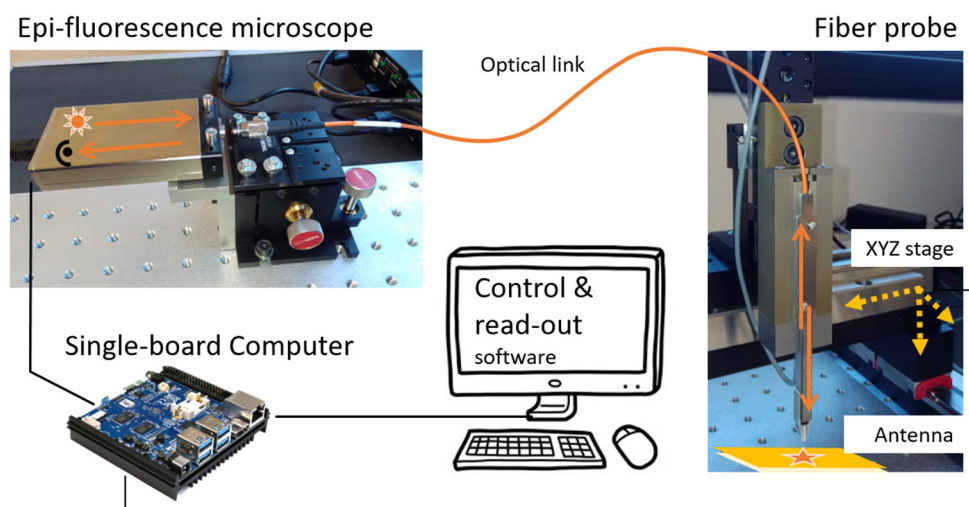 Epi-fluorescence microscope
Fiber probe
Optical link
XYZ stage
Control &
read-out
software
Single-board Computer
Antenna